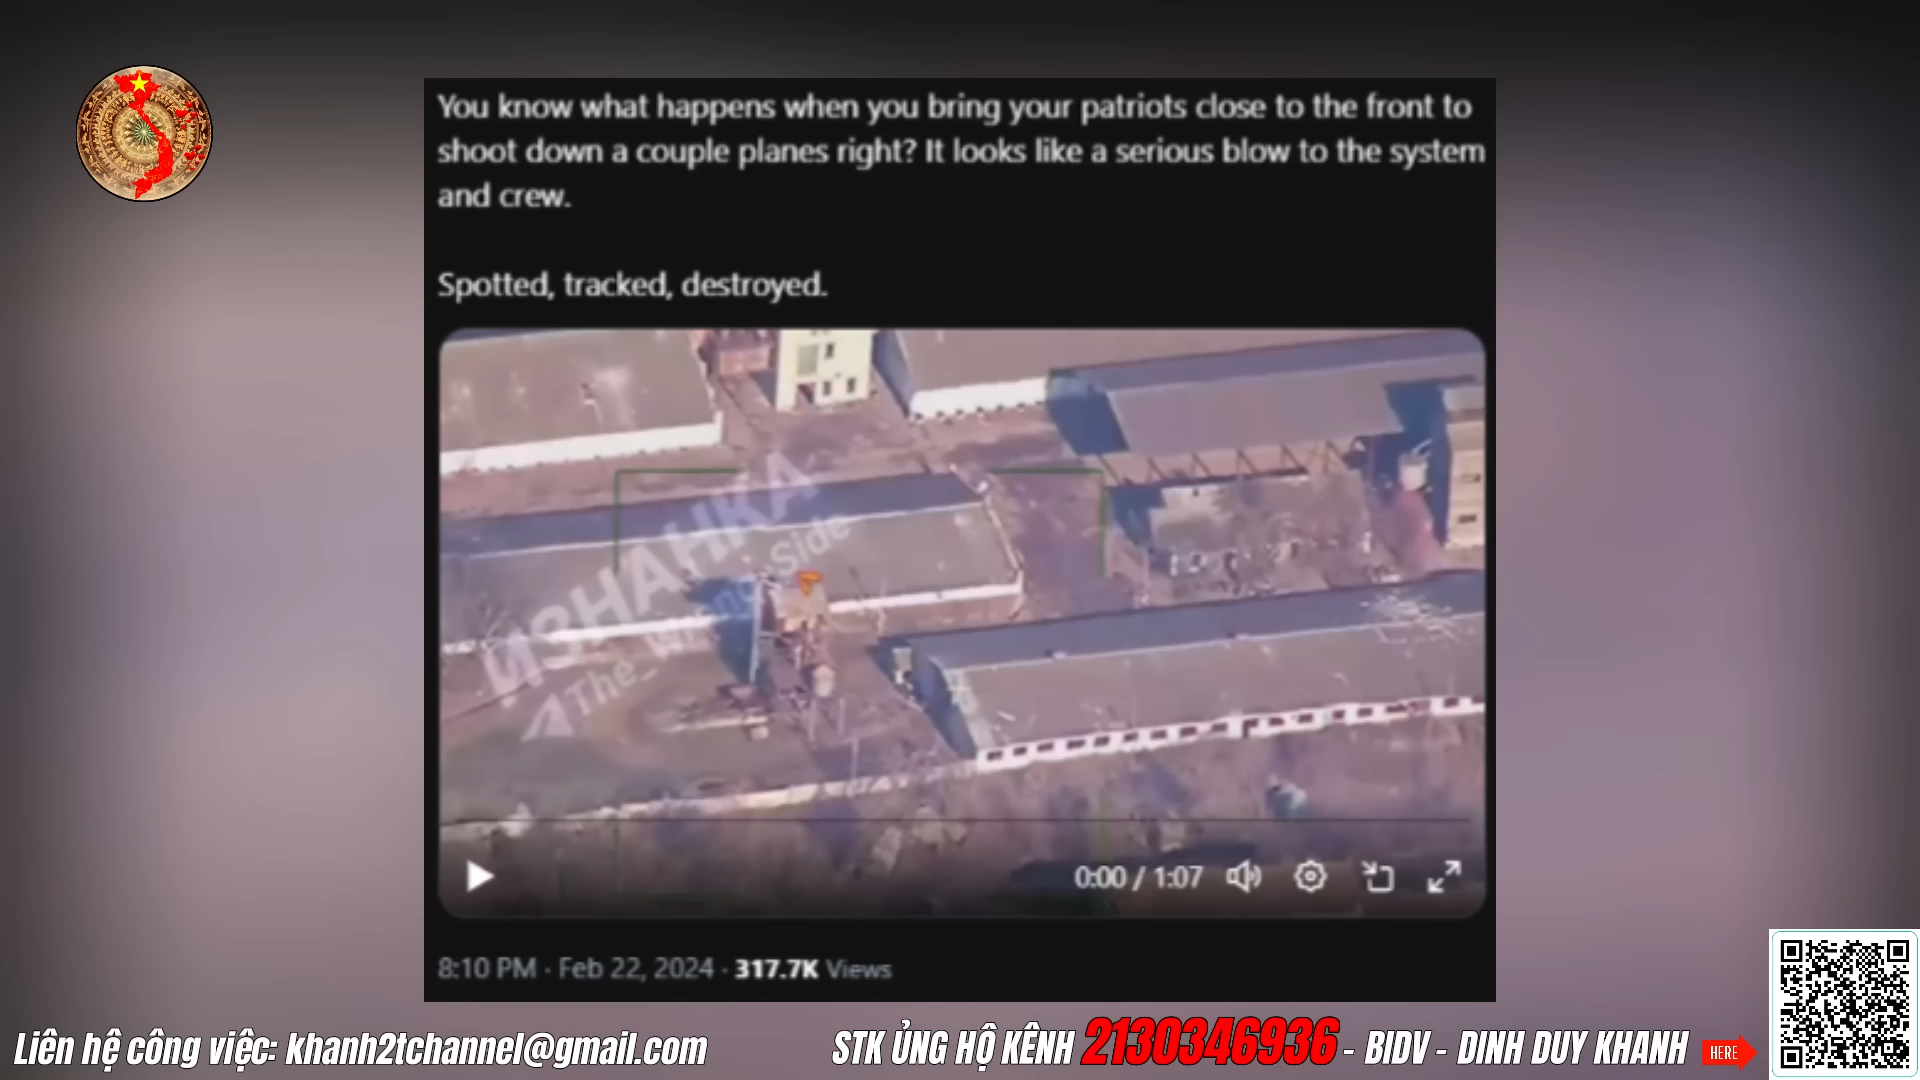 You know what happens when you bring your patriots close to the front to
shoot down a couple planes right? It looks like a serious blow to the system
and crew.
Spotted, tracked, destroyed.
ИЗНАНКА
The_Wrong_Side
0:00 / 1:07
8:10 PM · Feb 22, 2024 · 317.7K Views
Liên hệ công việc: khanh2tchannel@gmail.com
STK ỦNG HỘ KÊNH 2130346936 - BIDV - DINH DUY KHANH
HERE